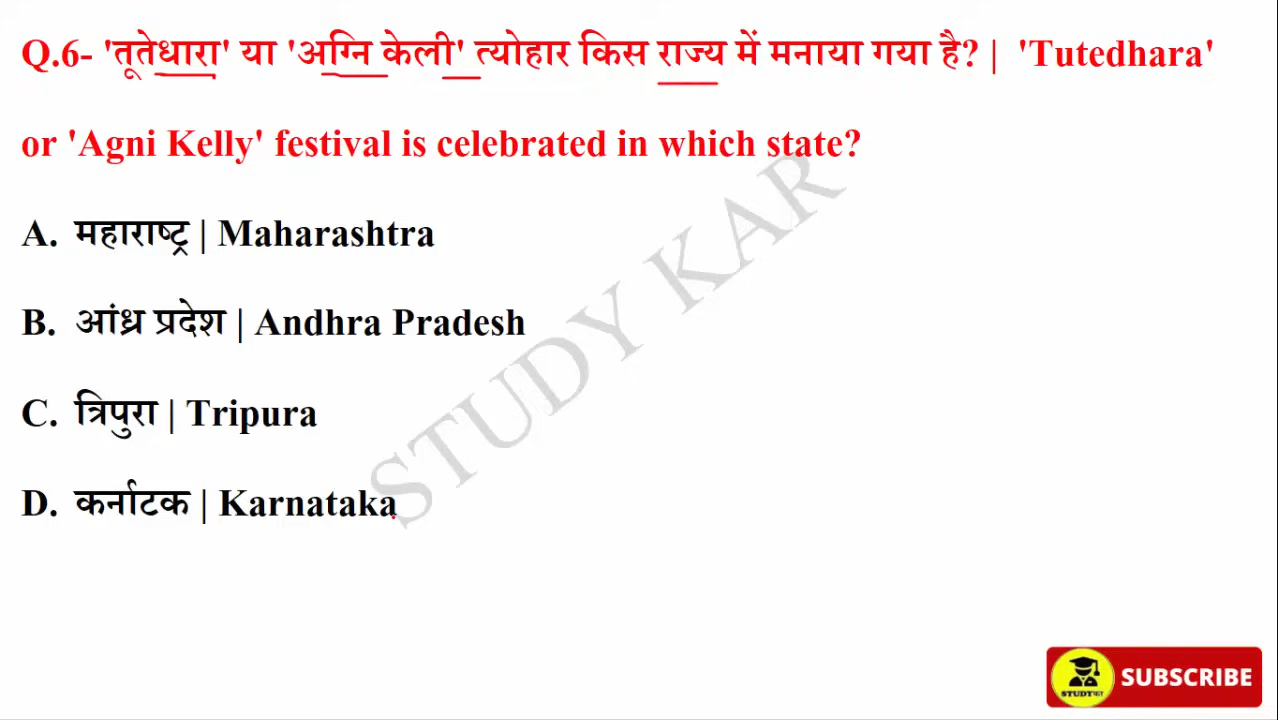 Q.6- 'तूतेधारा' या 'अग्नि केली' त्योहार किस राज्य में मनाया गया है? | 'Tutedhara'
or 'Agni Kelly' festival is celebrated in which state?
A. महाराष्ट्र | Maharashtra
B. आंध्र प्रदेश | Andhra Pradesh
C. त्रिपुरा | Tripura
D. कर्नाटक | Karnataka
STUDY KAR
STUDYकर
SUBSCRIBE